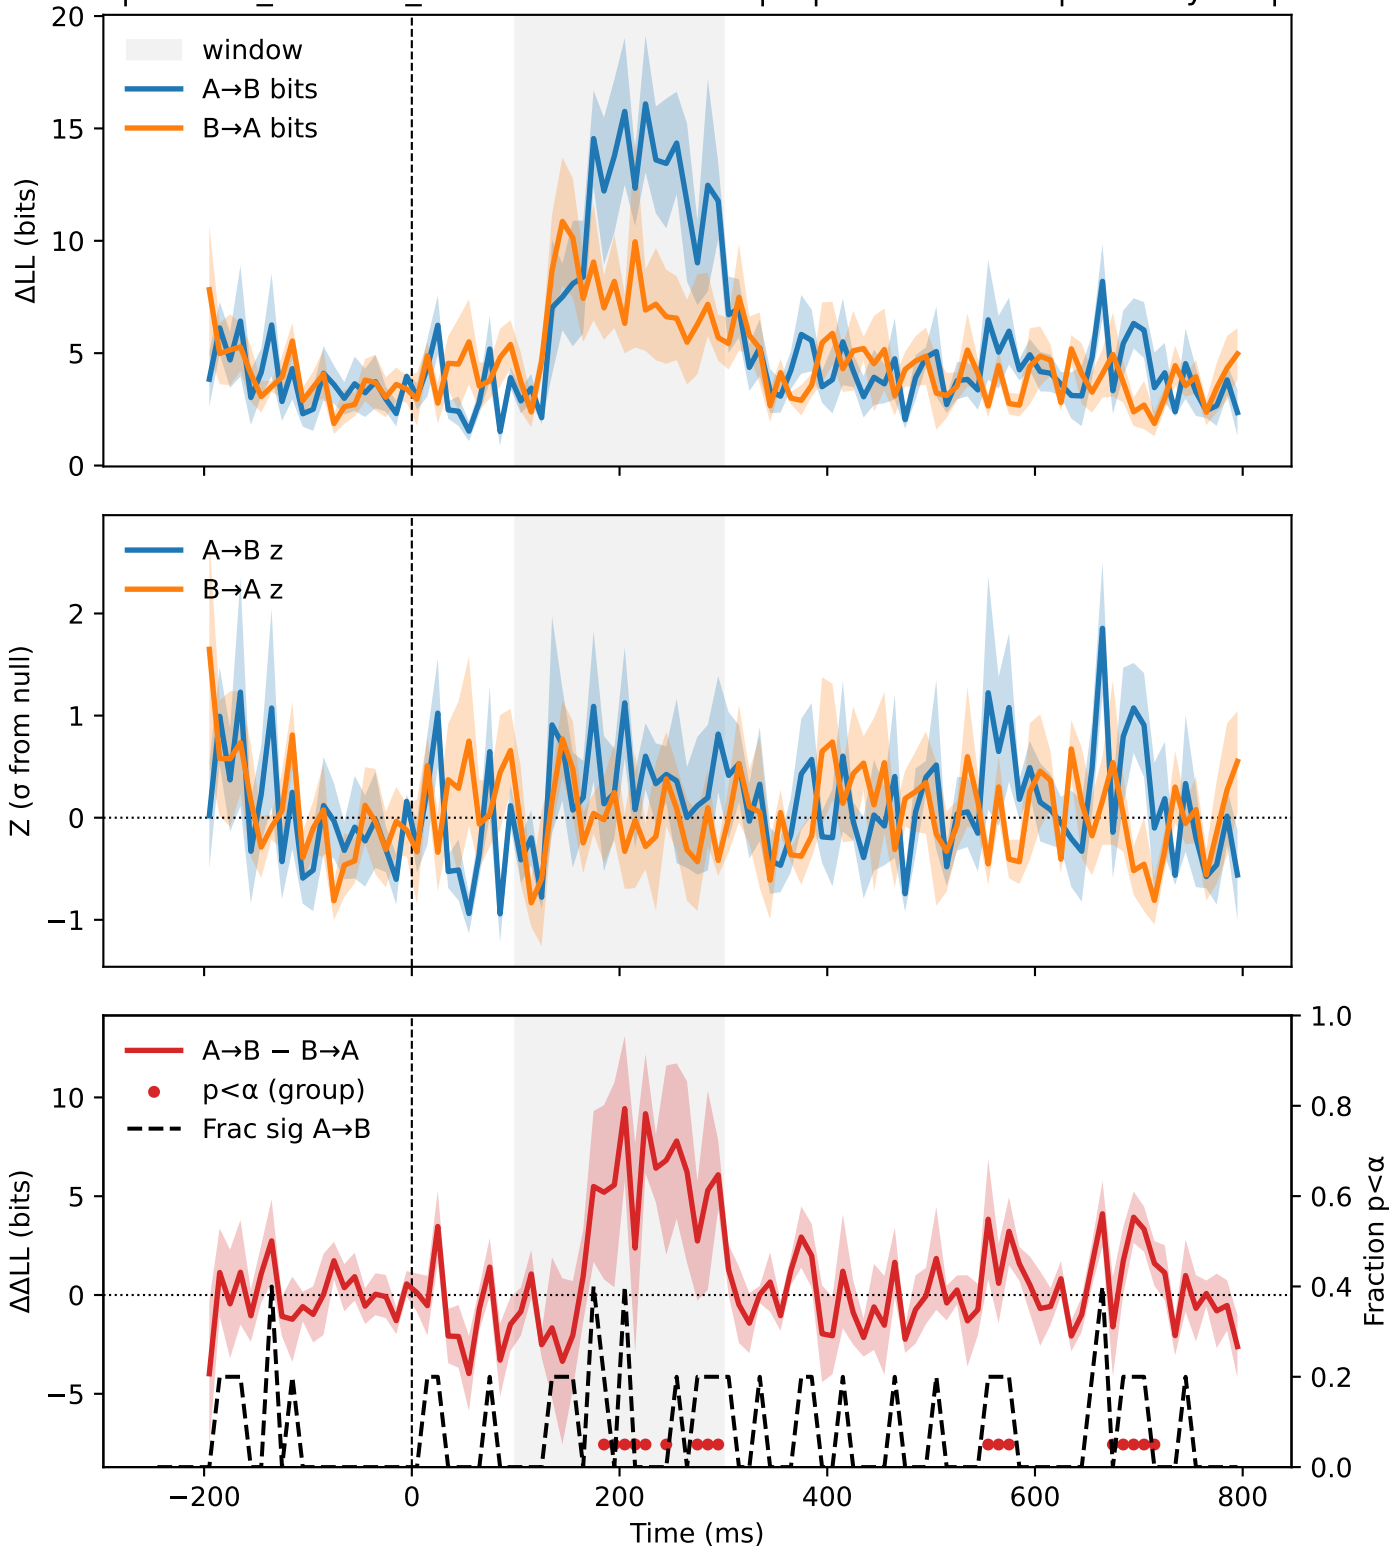 20
15
10
5
0
ΔLL (bits)
window
A→B bits
B→A bits
2
1
0
−1
Z (σ from null)
A→B z
B→A z
10
5
0
−5
ΔΔLL (bits)
A→B − B→A
p<α (group)
Frac sig A→B
1.0
0.8
0.6
0.4
0.2
0.0
Fraction p<α
−200 0 200 400 600 800
Time (ms)